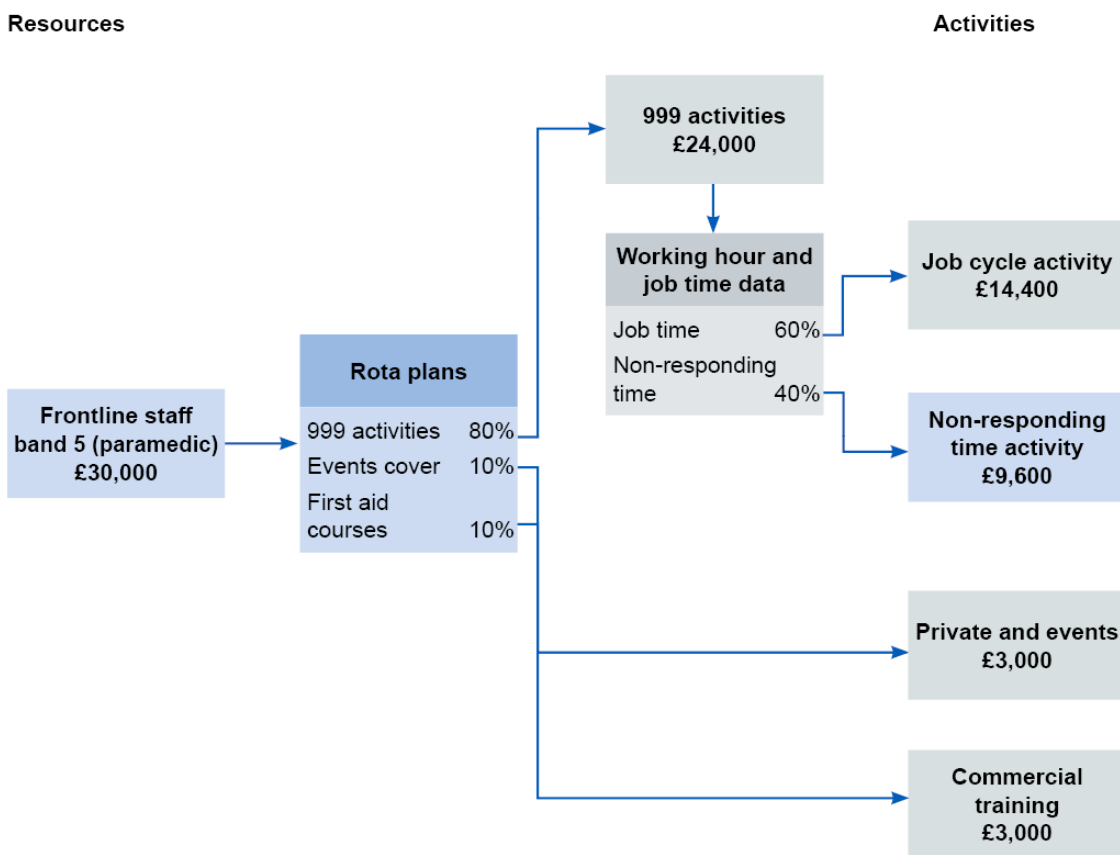 Resources
Activities
999 activities
£24,000
Working hour and
job time data
Job time 60%
Non-responding
time 40%
Job cycle activity
£14,400
Rota plans
999 activities 80%
Events cover 10%
First aid
courses 10%
Frontline staff
band 5 (paramedic)
£30,000
Non-responding
time activity
£9,600
Private and events
£3,000
Commercial
training
£3,000